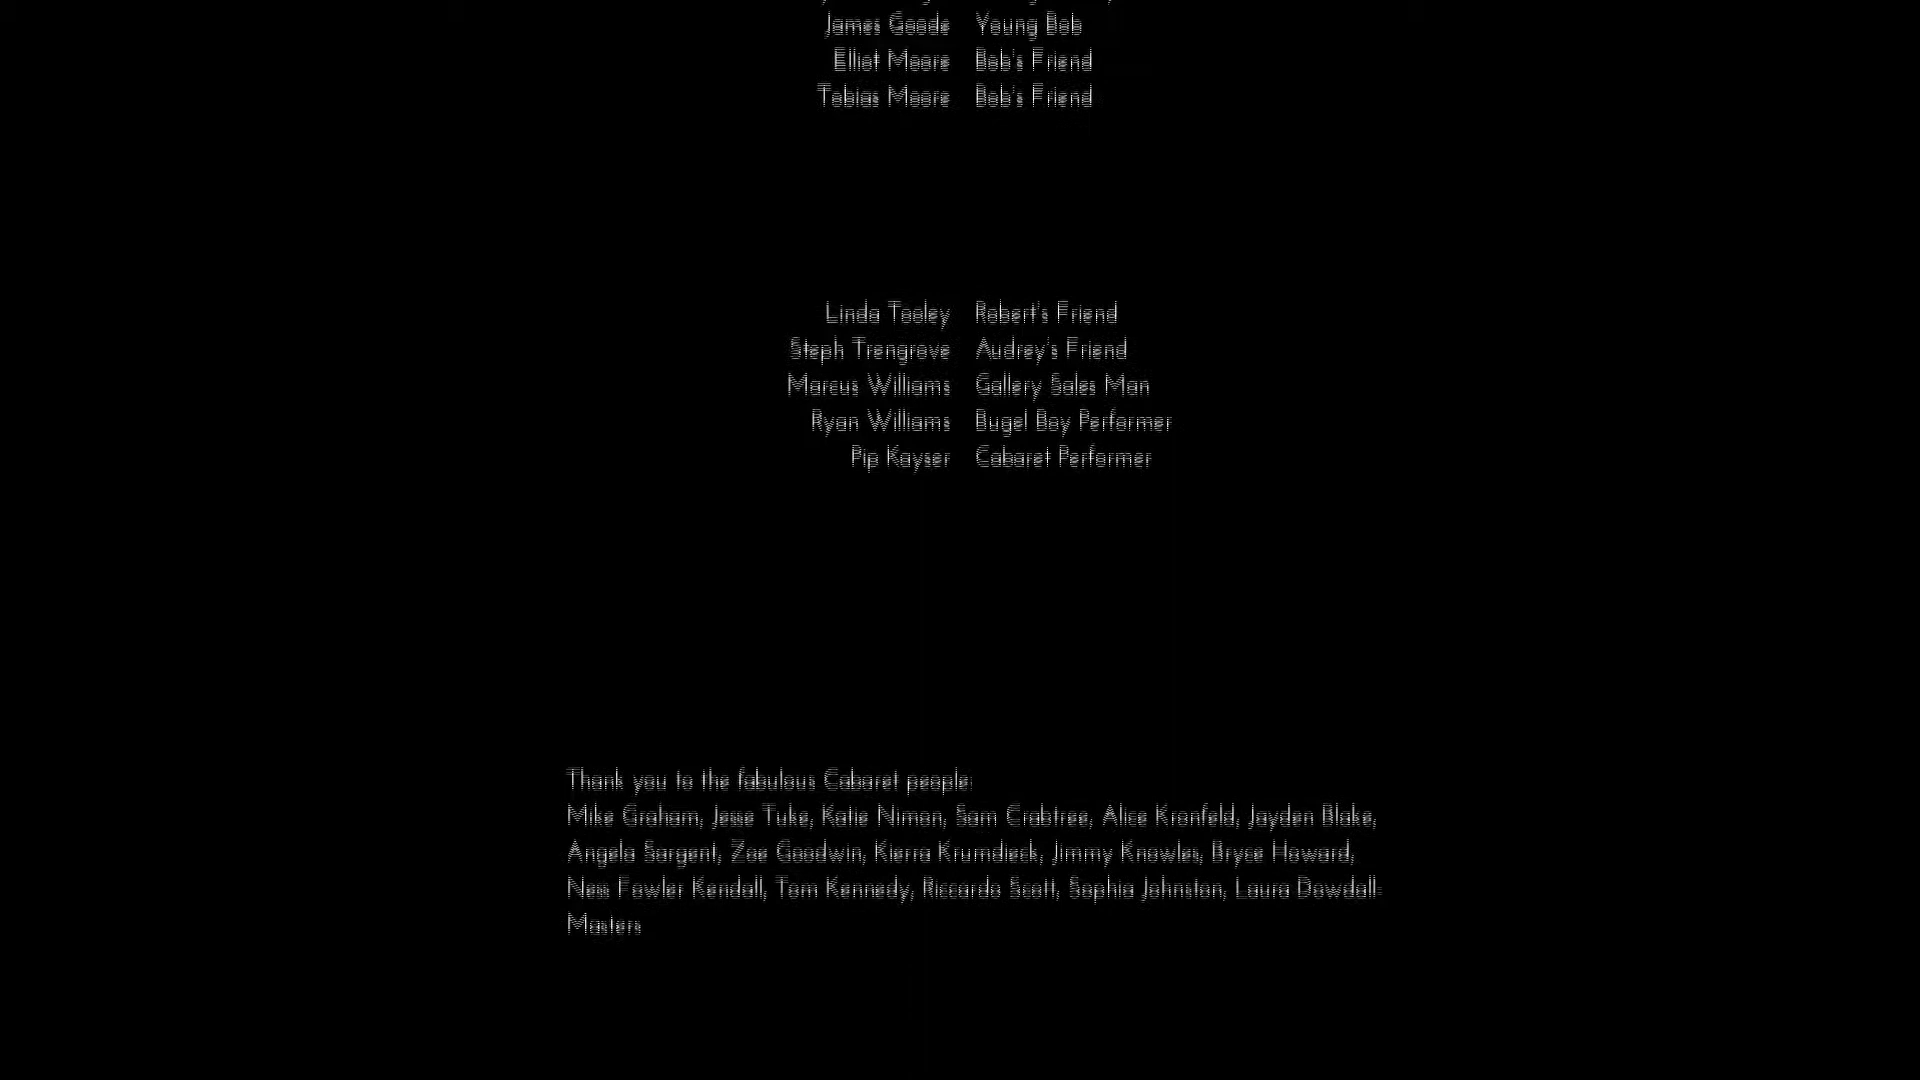 James Goode Young Bob
Elliot Moore Bob's Friend
Tobias Moore Bob's Friend
Linda Tooley Robert's Friend
Steph Trengrove Audrey's Friend
Marcus Williams Gallery Sales Man
Ryan Williams Bugel Boy Performer
Pip Kayser Cabaret Performer
Thank you to the fabulous Cabaret people:
Mike Graham, Jesse Tuke, Katie Nimon, Sam Crabtree, Alice Kronfeld, Jayden Blake,
Angela Sargent, Zoe Goodwin, Kierra Krumdieck, Jimmy Knowles, Bryce Howard,
Ness Fowler Kendall, Tom Kennedy, Riccardo Scott, Sophia Johnston, Laura Dowdall-
Masters